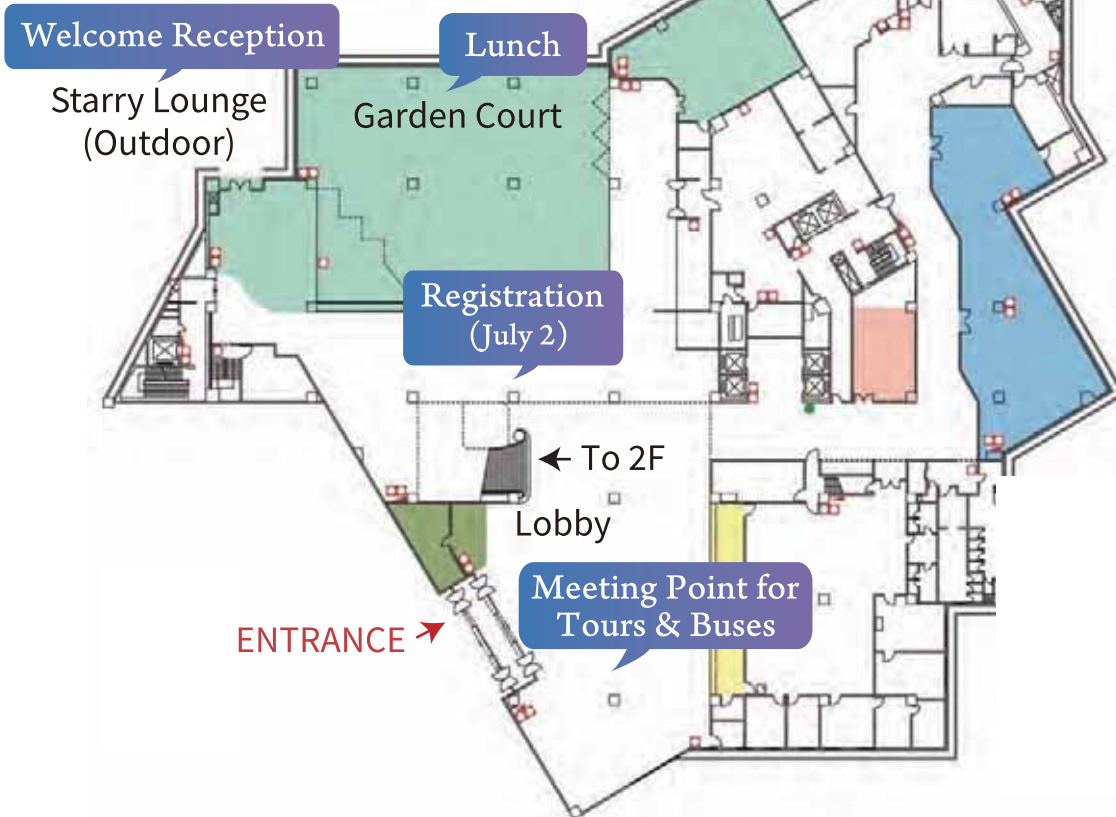 Welcome Reception
Starry Lounge
(Outdoor)
Lunch
Garden Court
Registration
(July 2)
To 2F
Lobby
Meeting Point for
Tours & Buses
ENTRANCE